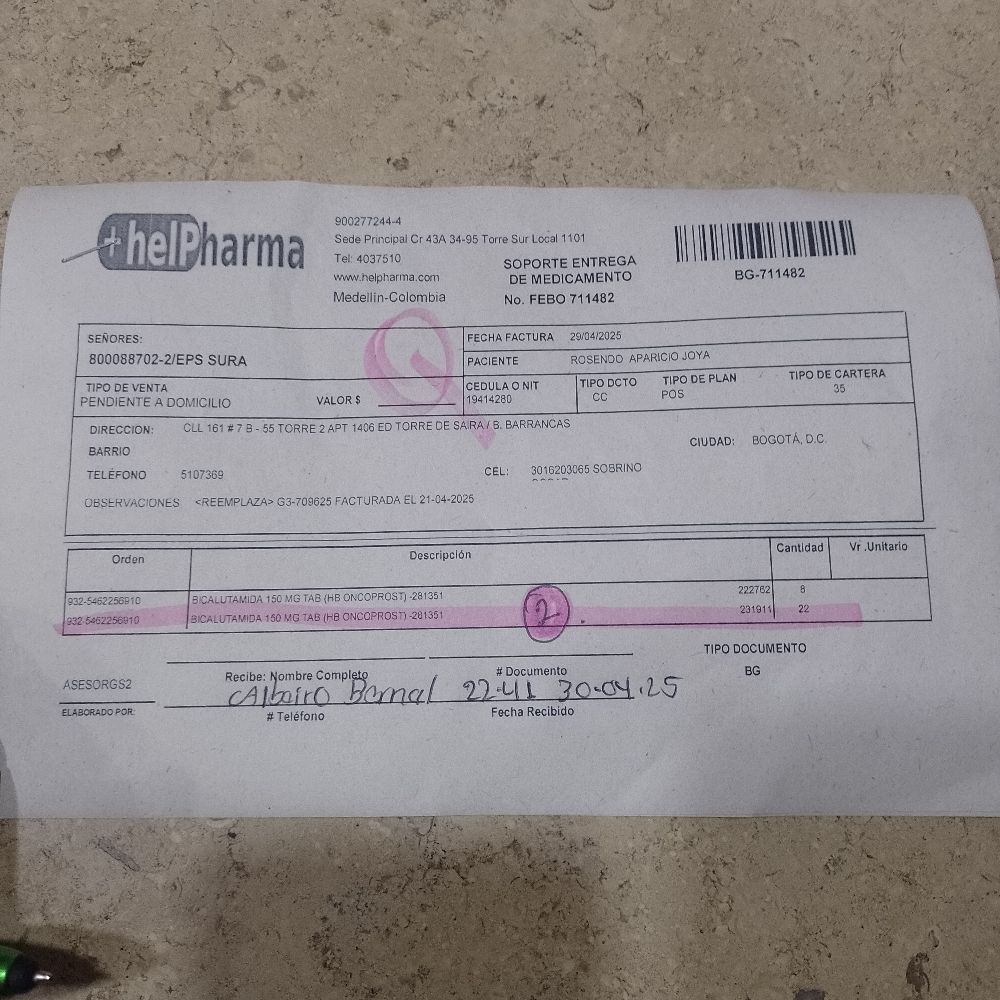 +helPharma
900277244-4
Sede Principal Cr 43A 34-95 Torre Sur Local 1101
Tel: 4037510
www.helpharma.com
Medellin-Colombia
SOPORTE ENTREGA
DE MEDICAMENTO
No. FEBO 711482
BG-711482
SEÑORES:
800088702-2/EPS SURA
FECHA FACTURA 29/04/2025
PACIENTE ROSENDO APARICIO JOYA
TIPO DE VENTA
PENDIENTE A DOMICILIO
VALOR $
CEDULA O NIT
19414280
TIPO DCTO
CC
TIPO DE PLAN
POS
TIPO DE CARTERA
35
DIRECCION: CLL 161 # 7 B - 55 TORRE 2 APT 1406 ED TORRE DE SAIRA / B. BARRANCAS
BARRIO
CIUDAD: BOGOTÁ, D.C.
TELÉFONO 5107369
CEL: 3016203065 SOBRINO
OBSERVACIONES <REEMPLAZA> G3-709625 FACTURADA EL 21-04-2025
Orden Descripción Cantidad Vr .Unitario
932-5462256910 BICALUTAMIDA 150 MG TAB (HB ONCOPROST) -281351 222762 8
932-5462256910 BICALUTAMIDA 150 MG TAB (HB ONCOPROST) -281351 2 231911 22
TIPO DOCUMENTO
BG
Recibe: Nombre Completo # Documento
ASESORGS2
Albeiro Bernal 22:41 30-04.25
ELABORADO POR: # Teléfono Fecha Recibido